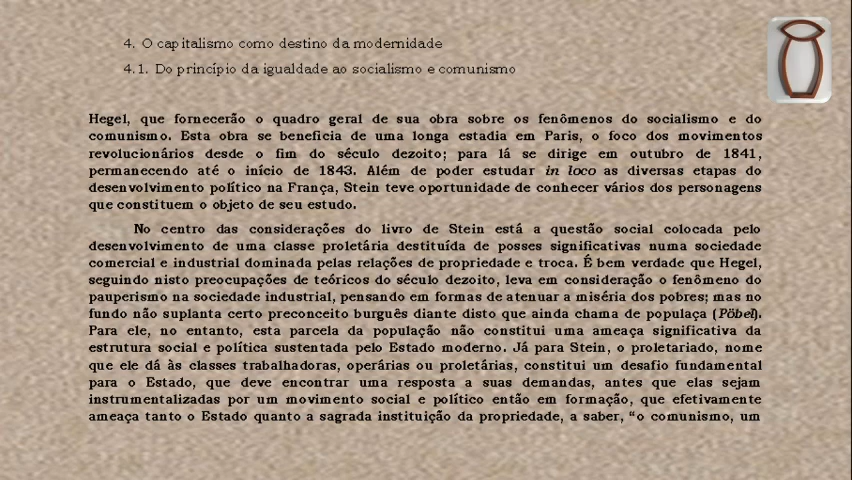 4. O capitalismo como destino da modernidade
4.1. Do princípio da igualdade ao socialismo e comunismo
Hegel, que fornecerão o quadro geral de sua obra sobre os fenômenos do socialismo e do
comunismo. Esta obra se beneficia de uma longa estadia em Paris, o foco dos movimentos
revolucionários desde o fim do século dezoito; para lá se dirige em outubro de 1841,
permanecendo até o início de 1843. Além de poder estudar in loco as diversas etapas do
desenvolvimento político na França, Stein teve oportunidade de conhecer vários dos personagens
que constituem o objeto de seu estudo.
No centro das considerações do livro de Stein está a questão social colocada pelo
desenvolvimento de uma classe proletária destituída de posses significativas numa sociedade
comercial e industrial dominada pelas relações de propriedade e troca. É bem verdade que Hegel,
seguindo nisto preocupações de teóricos do século dezoito, leva em consideração o fenômeno do
pauperismo na sociedade industrial, pensando em formas de atenuar a miséria dos pobres; mas no
fundo não suplanta certo preconceito burguês diante disto que ainda chama de populaça (Pöbel).
Para ele, no entanto, esta parcela da população não constitui uma ameaça significativa da
estrutura social e política sustentada pelo Estado moderno. Já para Stein, o proletariado, nome
que ele dá às classes trabalhadoras, operárias ou proletárias, constitui um desafio fundamental
para o Estado, que deve encontrar uma resposta a suas demandas, antes que elas sejam
instrumentalizadas por um movimento social e político então em formação, que efetivamente
ameaça tanto o Estado quanto a sagrada instituição da propriedade, a saber, “o comunismo, um